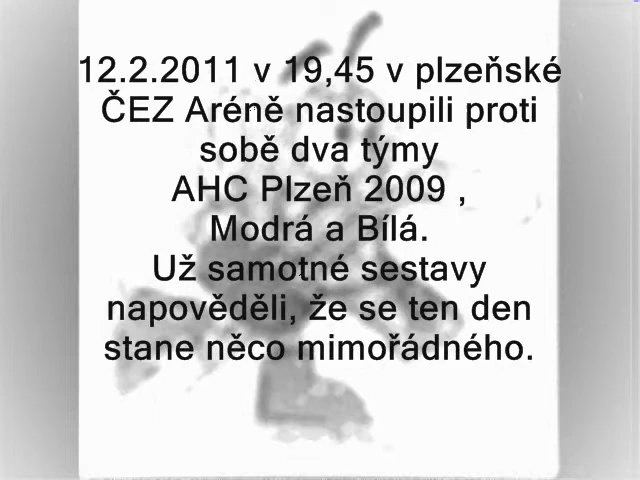 12.2.2011 v 19,45 v plzeňské
ČEZ Aréně nastoupili proti
sobě dva týmy
AHC Plzeň 2009 ,
Modrá a Bílá.
Už samotné sestavy
napověděli, že se ten den
stane něco mimořádného.